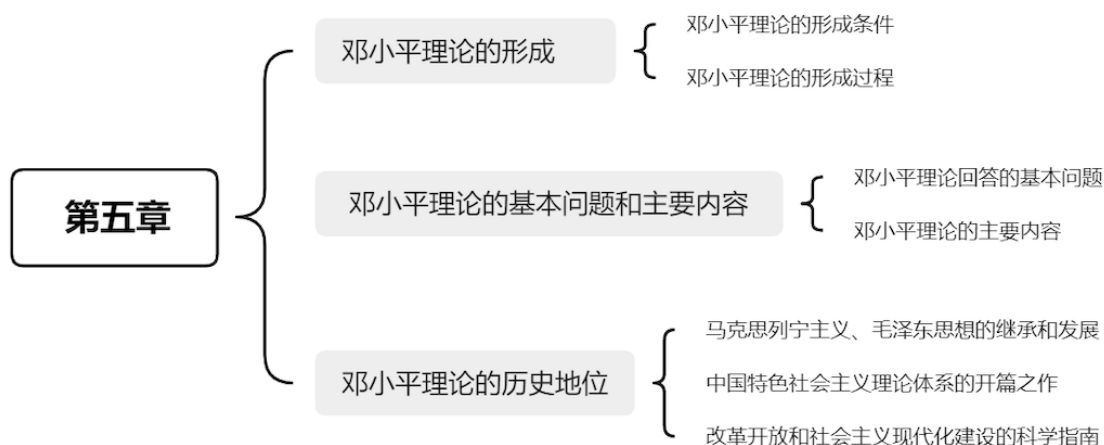 第五章
邓小平理论的形成
邓小平理论的形成条件
邓小平理论的形成过程
邓小平理论的基本问题和主要内容
邓小平理论回答的基本问题
邓小平理论的主要内容
邓小平理论的历史地位
马克思列宁主义、毛泽东思想的继承和发展
中国特色社会主义理论体系的开篇之作
改革开放和社会主义现代化建设的科学指南